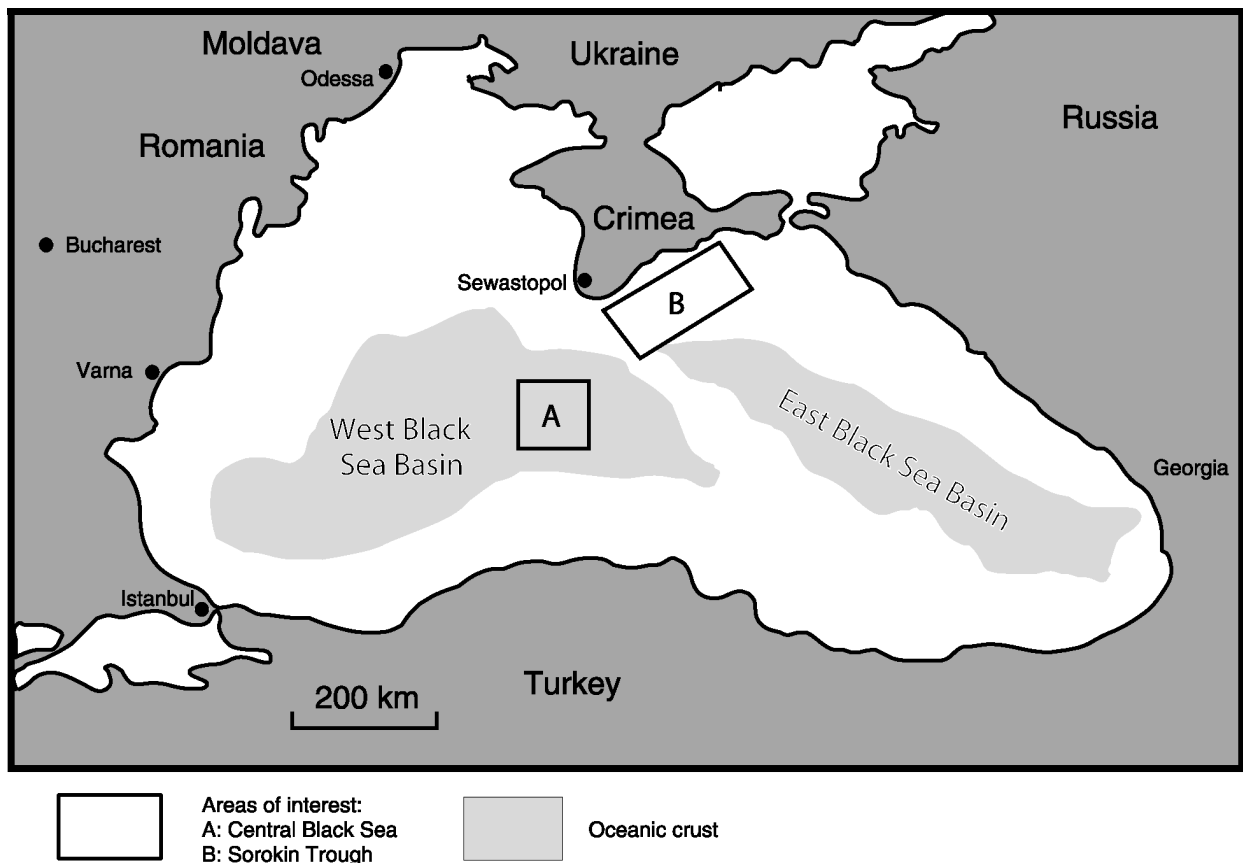 Moldava
Ukraine
Odessa
Russia
Romania
Crimea
Bucharest
Sewastopol
B
Varna
A
West Black
Sea Basin
East Black Sea Basin
Georgia
Istanbul
Turkey
200 km
Areas of interest:
A: Central Black Sea
B: Sorokin Trough
Oceanic crust